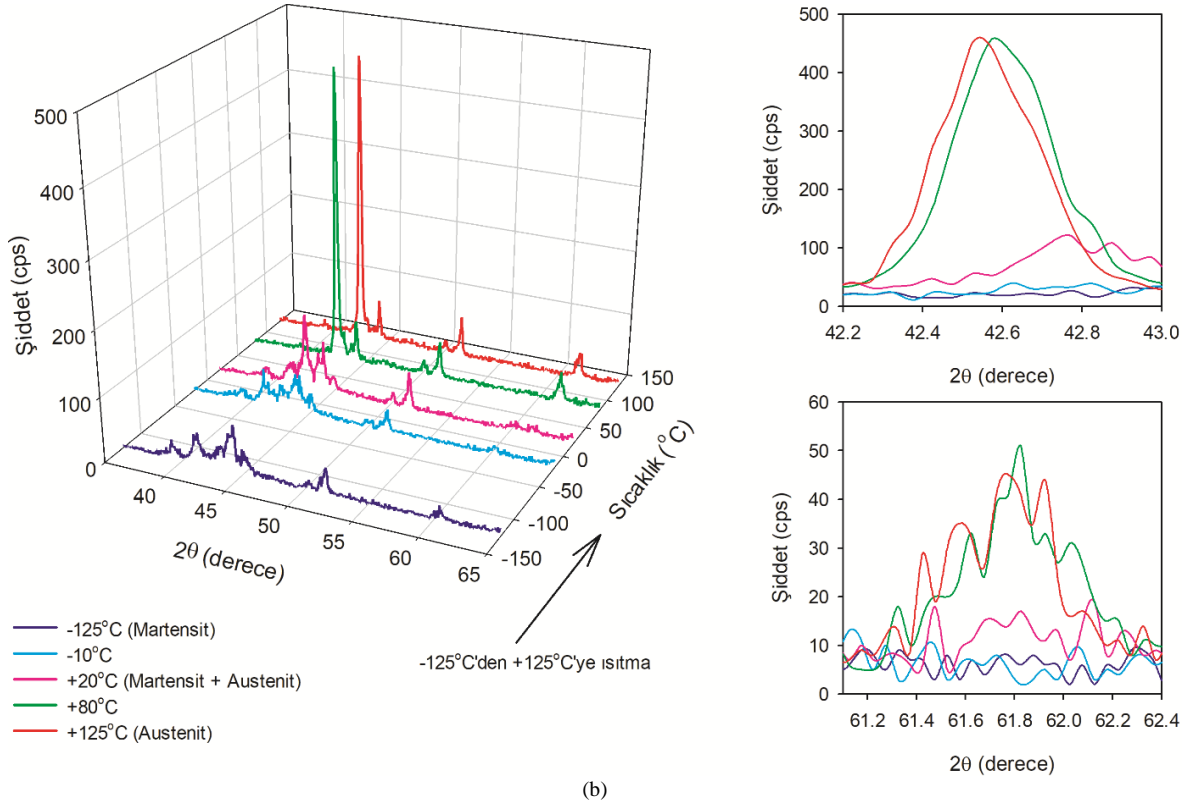 500
400
300
200
100
0
Şiddet (cps)
40
45
50
55
60
65
2θ (derece)
150
100
50
0
-50
-100
-150
Sıcaklık (°C)
-125°C (Martensit)
-10°C
+20°C (Martensit + Austenit)
+80°C
+125°C (Austenit)
-125°C'den +125°C'ye ısıtma
500
400
300
200
100
0
Şiddet (cps)
42.2 42.4 42.6 42.8 43.0
2θ (derece)
60
50
40
30
20
10
0
Şiddet (cps)
61.2 61.4 61.6 61.8 62.0 62.2 62.4
2θ (derece)
(b)